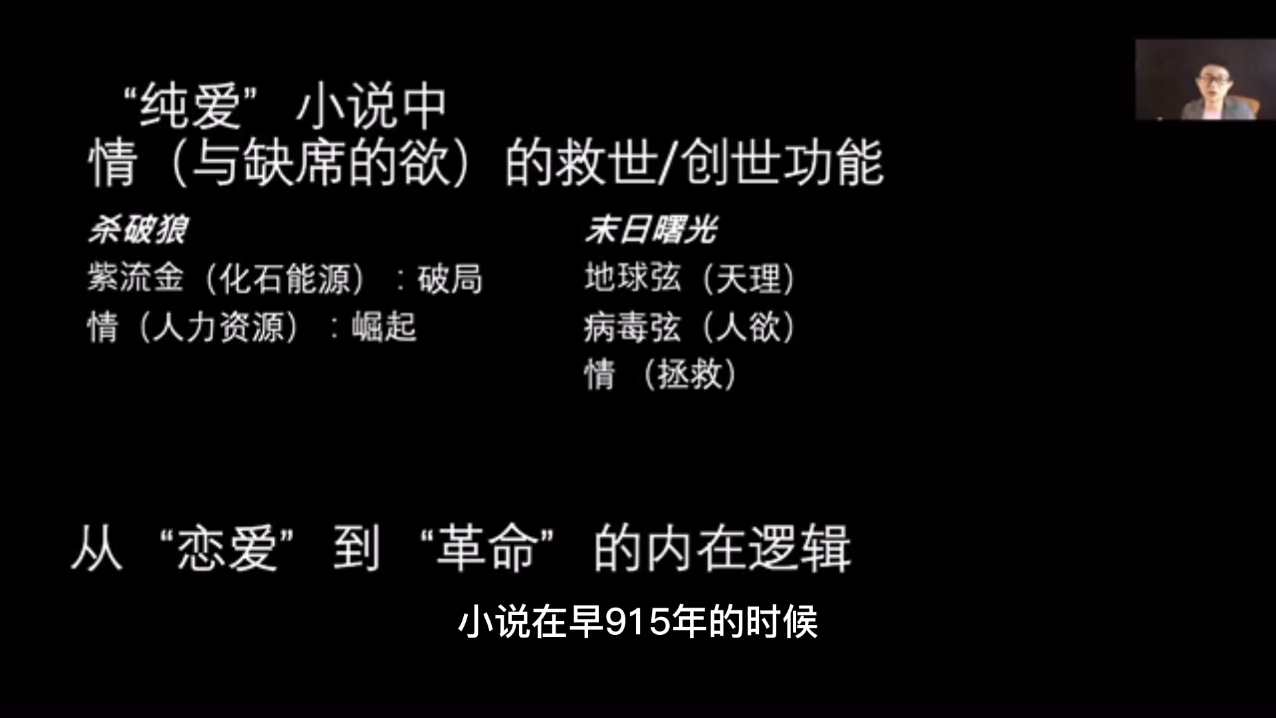 “纯爱” 小说中
情（与缺席的欲）的救世/创世功能
杀破狼
紫流金（化石能源）：破局
情（人力资源）：崛起
末日曙光
地球弦（天理）
病毒弦（人欲）
情 （拯救）
从 “恋爱” 到 “革命” 的内在逻辑
小说在早915年的时候